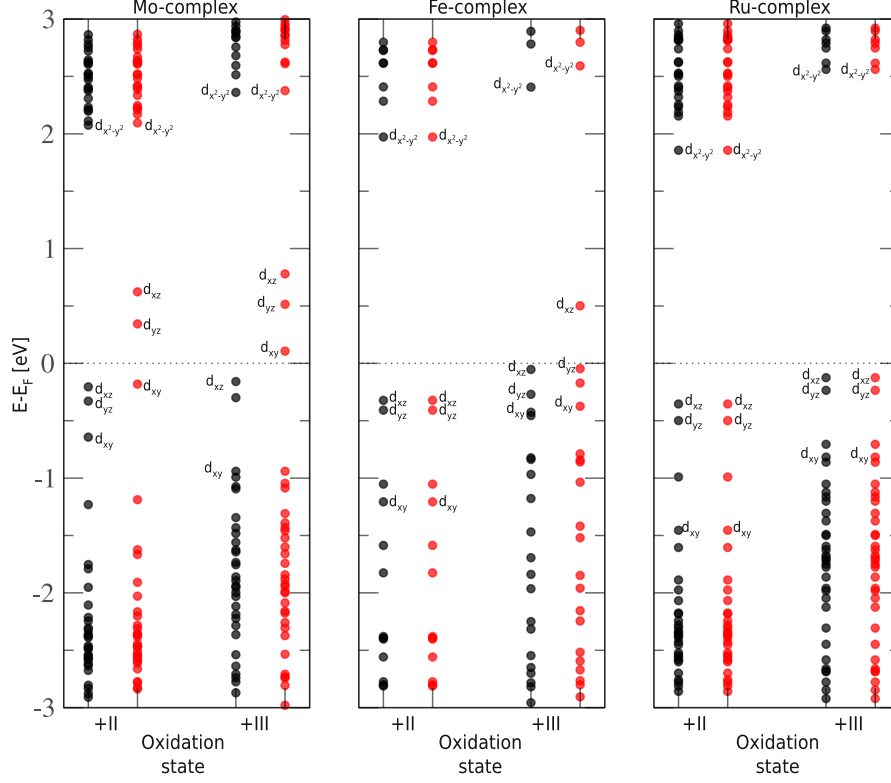 Mo-complex Fe-complex Ru-complex
3
d_x²-y² d_x²-y² d_x²-y² d_x²-y² d_x²-y²
d_x²-y²
2
d_x²-y² d_x²-y² d_x²-y² d_x²-y² d_x²-y² d_x²-y²
1
d_xz
d_xz
d_yz d_xz
d_yz
d_xy
0
d_xz d_yz
d_xz d_xz d_xz
d_xz d_xy d_yz d_yz d_yz
d_yz d_xz d_xz d_xz d_xz
d_yz d_yz d_xy d_xy d_yz d_yz
d_xy
d_xy d_xy d_xy
-1
d_xy d_xy
d_xy d_xy
-2
-3
E-E_F [eV]
+II +III +II +III +II +III
Oxidation Oxidation Oxidation
state state state